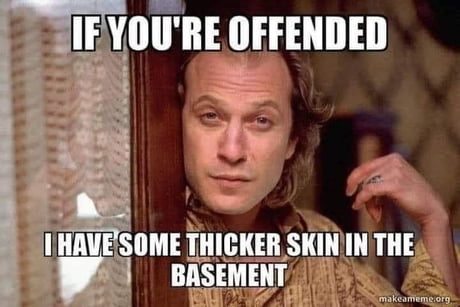 IF YOU'RE OFFENDED
I HAVE SOME THICKER SKIN IN THE
BASEMENT
makeameme.org